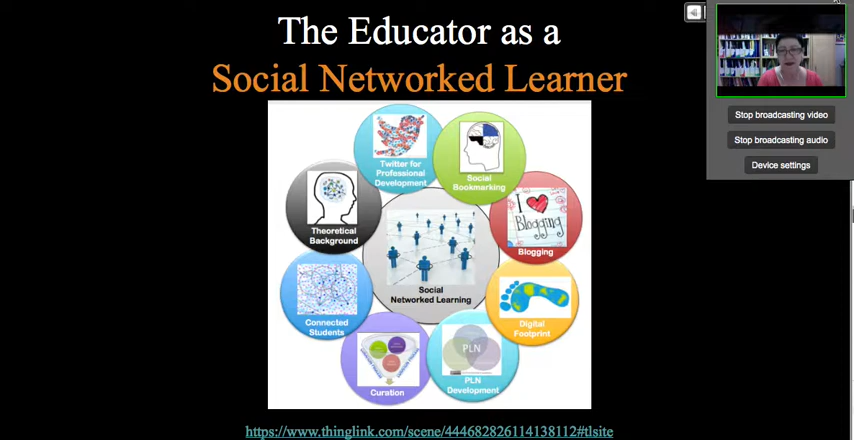 The Educator as a
Social Networked Learner
Stop broadcasting video
Stop broadcasting audio
Device settings
Twitter for
Professional
Development
Social
Bookmarking
I
Blogging
Blogging
Theoretical
Background
Social
Networked Learning
Connected
Students
Digital
Footprint
Curation
PLN
PLN
Development
https://www.thinglink.com/scene/444682826114138112#tlsite